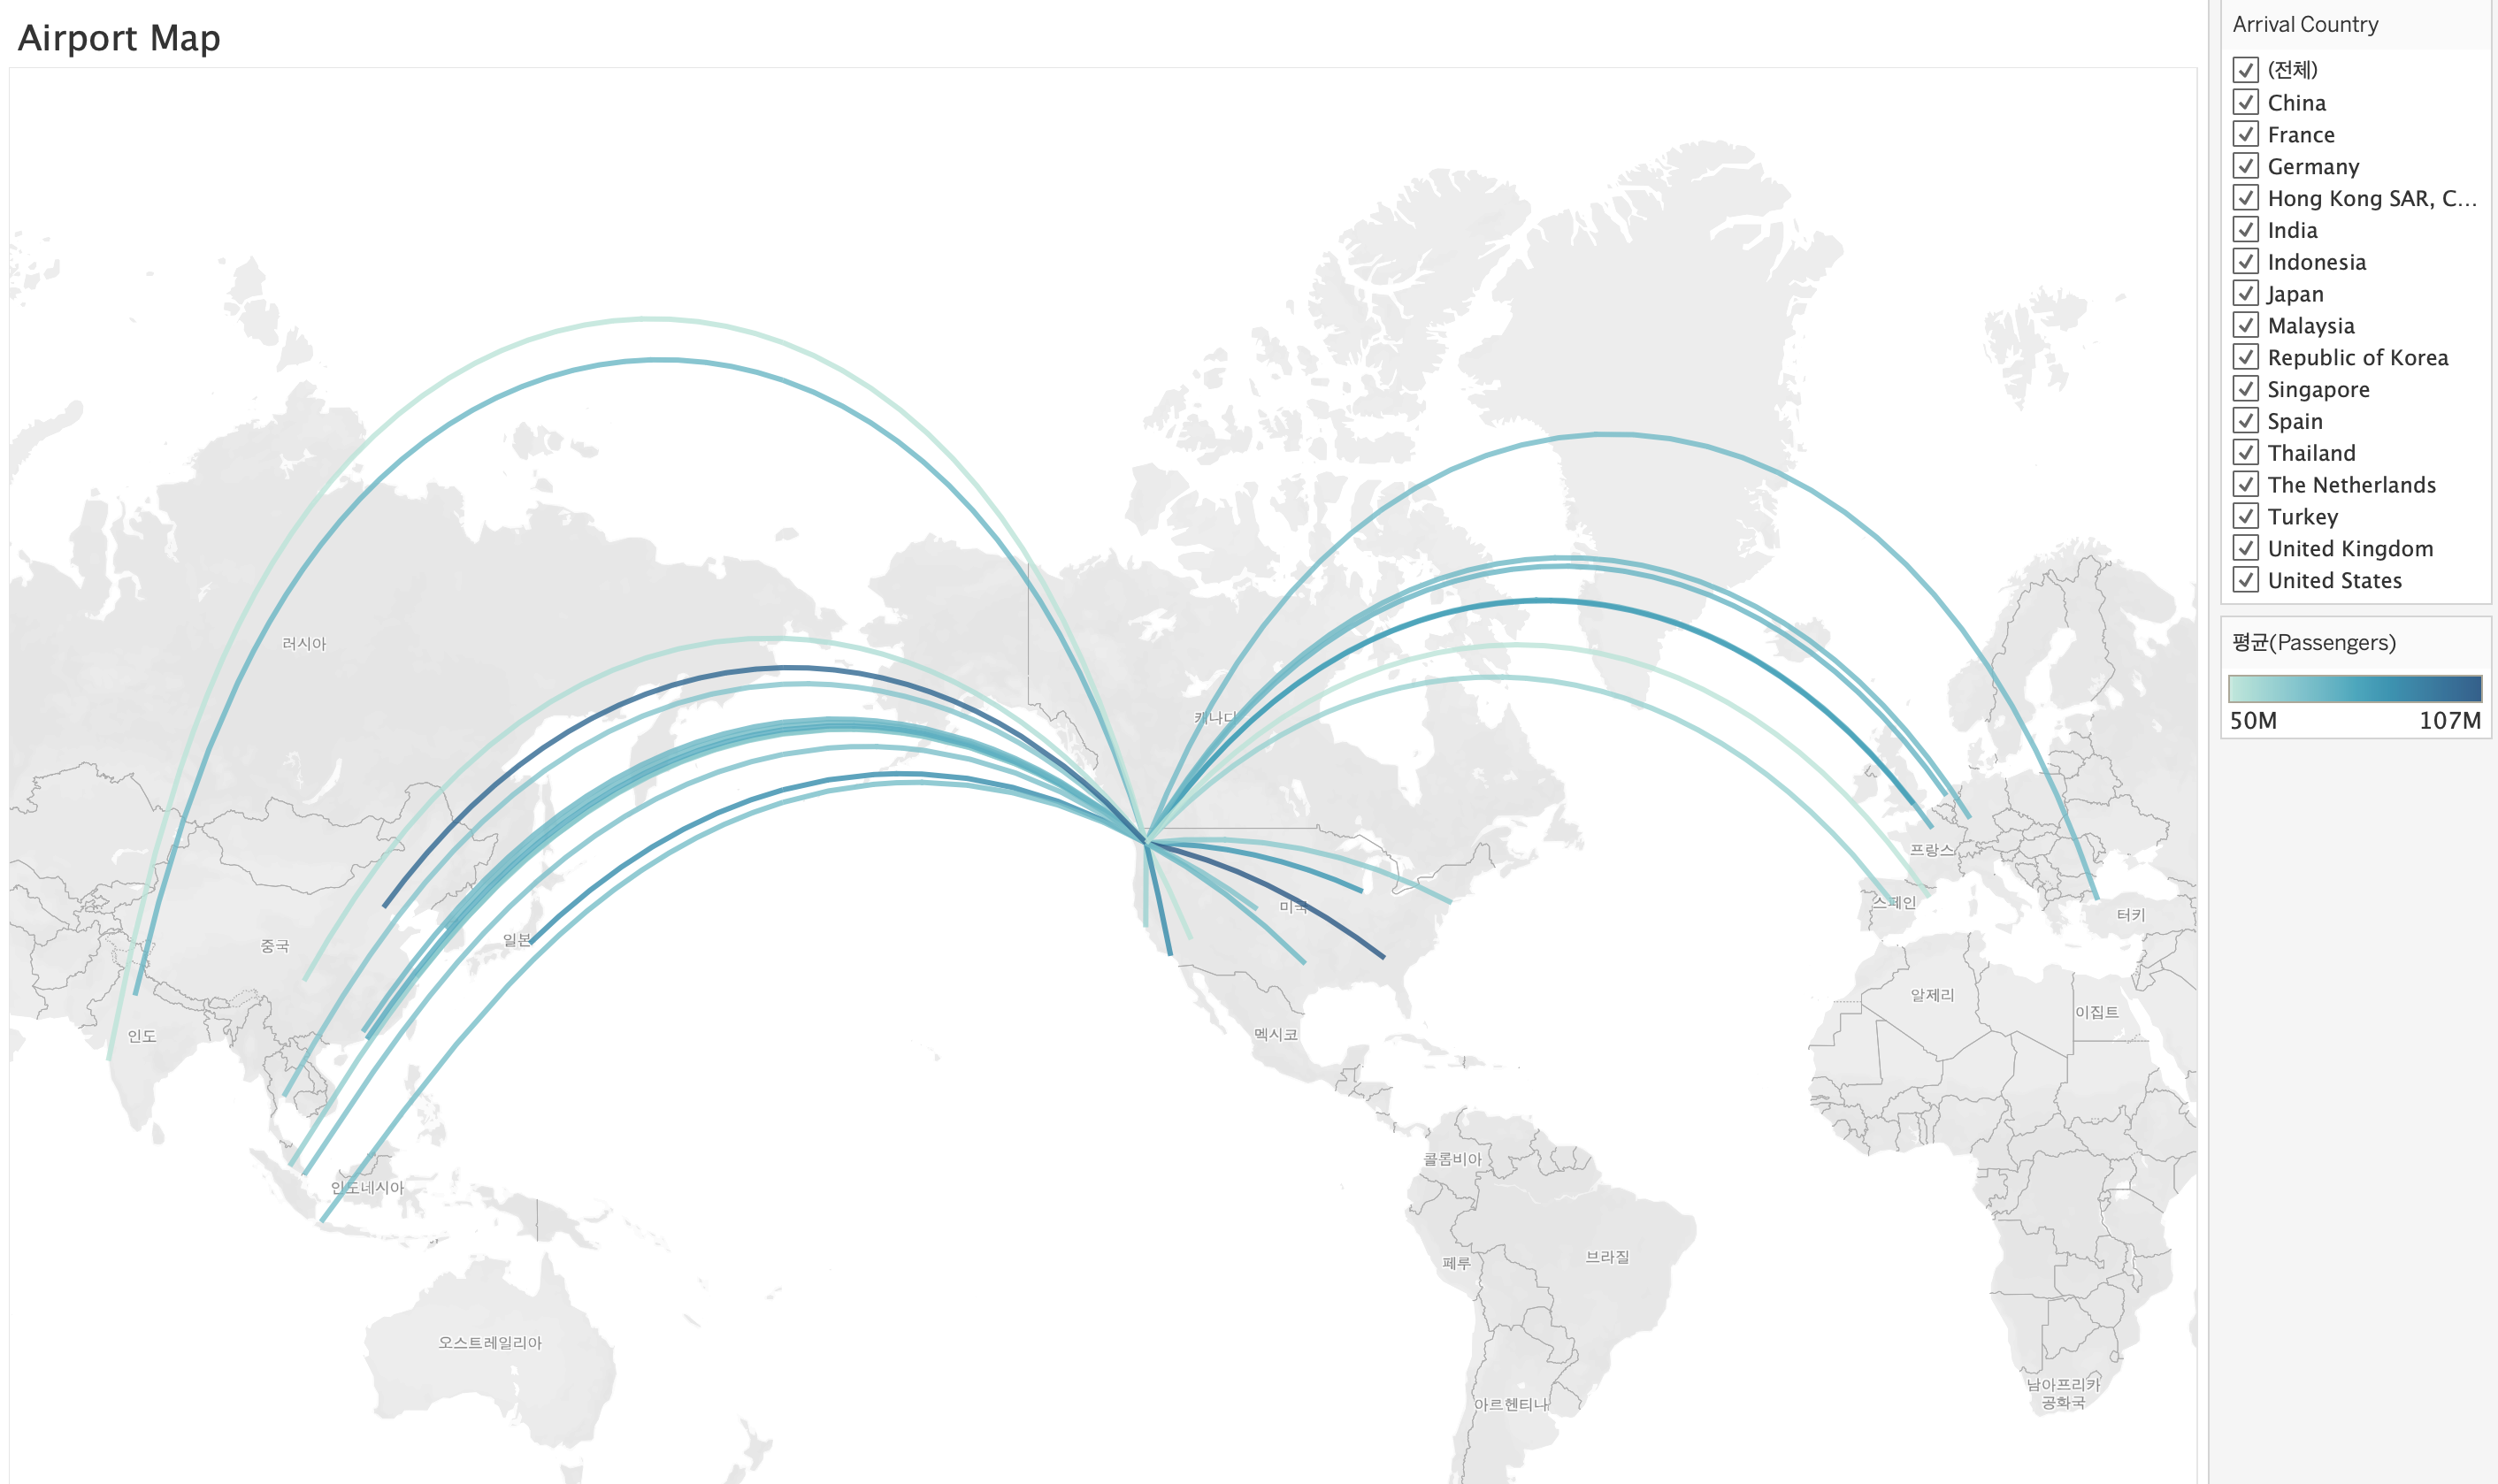 Airport Map
러시아
캐나다
중국
일본
인도
미국
멕시코
인도네시아
오스트레일리아
콜롬비아
페루
브라질
아르헨티나
프랑스
스페인
터키
알제리
이집트
남아프리카
공화국
Arrival Country
(전체)
China
France
Germany
Hong Kong SAR, C...
India
Indonesia
Japan
Malaysia
Republic of Korea
Singapore
Spain
Thailand
The Netherlands
Turkey
United Kingdom
United States
평균(Passengers)
50M 107M